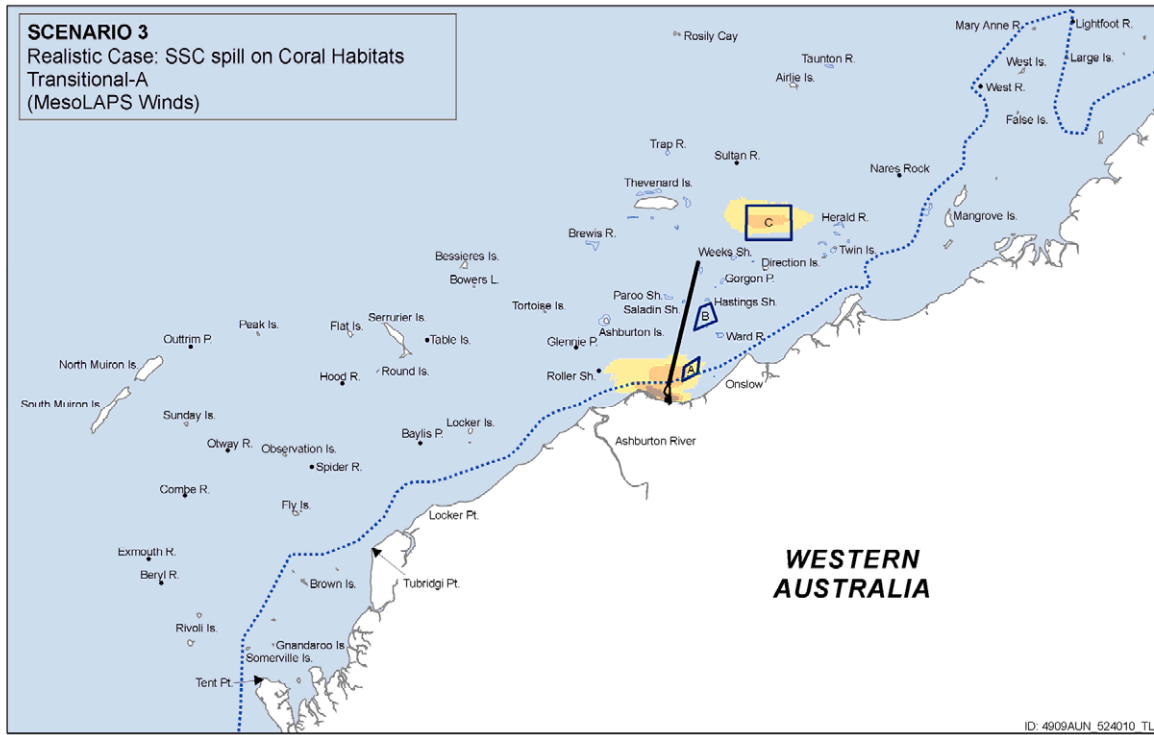 SCENARIO 3
Realistic Case: SSC spill on Coral Habitats
Transitional-A
(MesoLAPS Winds)
Mary Anne R.
Lightfoot R.
Rosily Cay
Taunton R.
West Is.
Large Is.
Airlie Is.
West R.
False Is.
Trap R.
Sultan R.
Nares Rock
Thevenard Is.
C
Herald R.
Mangrove Is.
Brewis R.
Weeks Sh.
Twin Is.
Direction Is.
Bessieres Is.
Bowers L.
Gorgon P.
Tortoise Is.
Paroo Sh.
Hastings Sh.
Saladin Sh.
B
Ashburton Is.
Serrurier Is.
Peak Is.
Flat Is.
Ward R.
Outtrim P.
Table Is.
Glennie P.
North Muiron Is.
Round Is.
Roller Sh.
A
Hood R.
Onslow
South Muiron Is.
Sunday Is.
Locker Is.
Otway R.
Observation Is.
Baylis P.
Ashburton River
Spider R.
Combe R.
Fly Is.
Locker Pt.
Exmouth R.
Beryl R.
Brown Is.
Tubridgi Pt.
WESTERN
AUSTRALIA
Rivoli Is.
Gnandaroo Is.
Somerville Is.
Tent Pt.
ID: 4909AUN_524010_TL